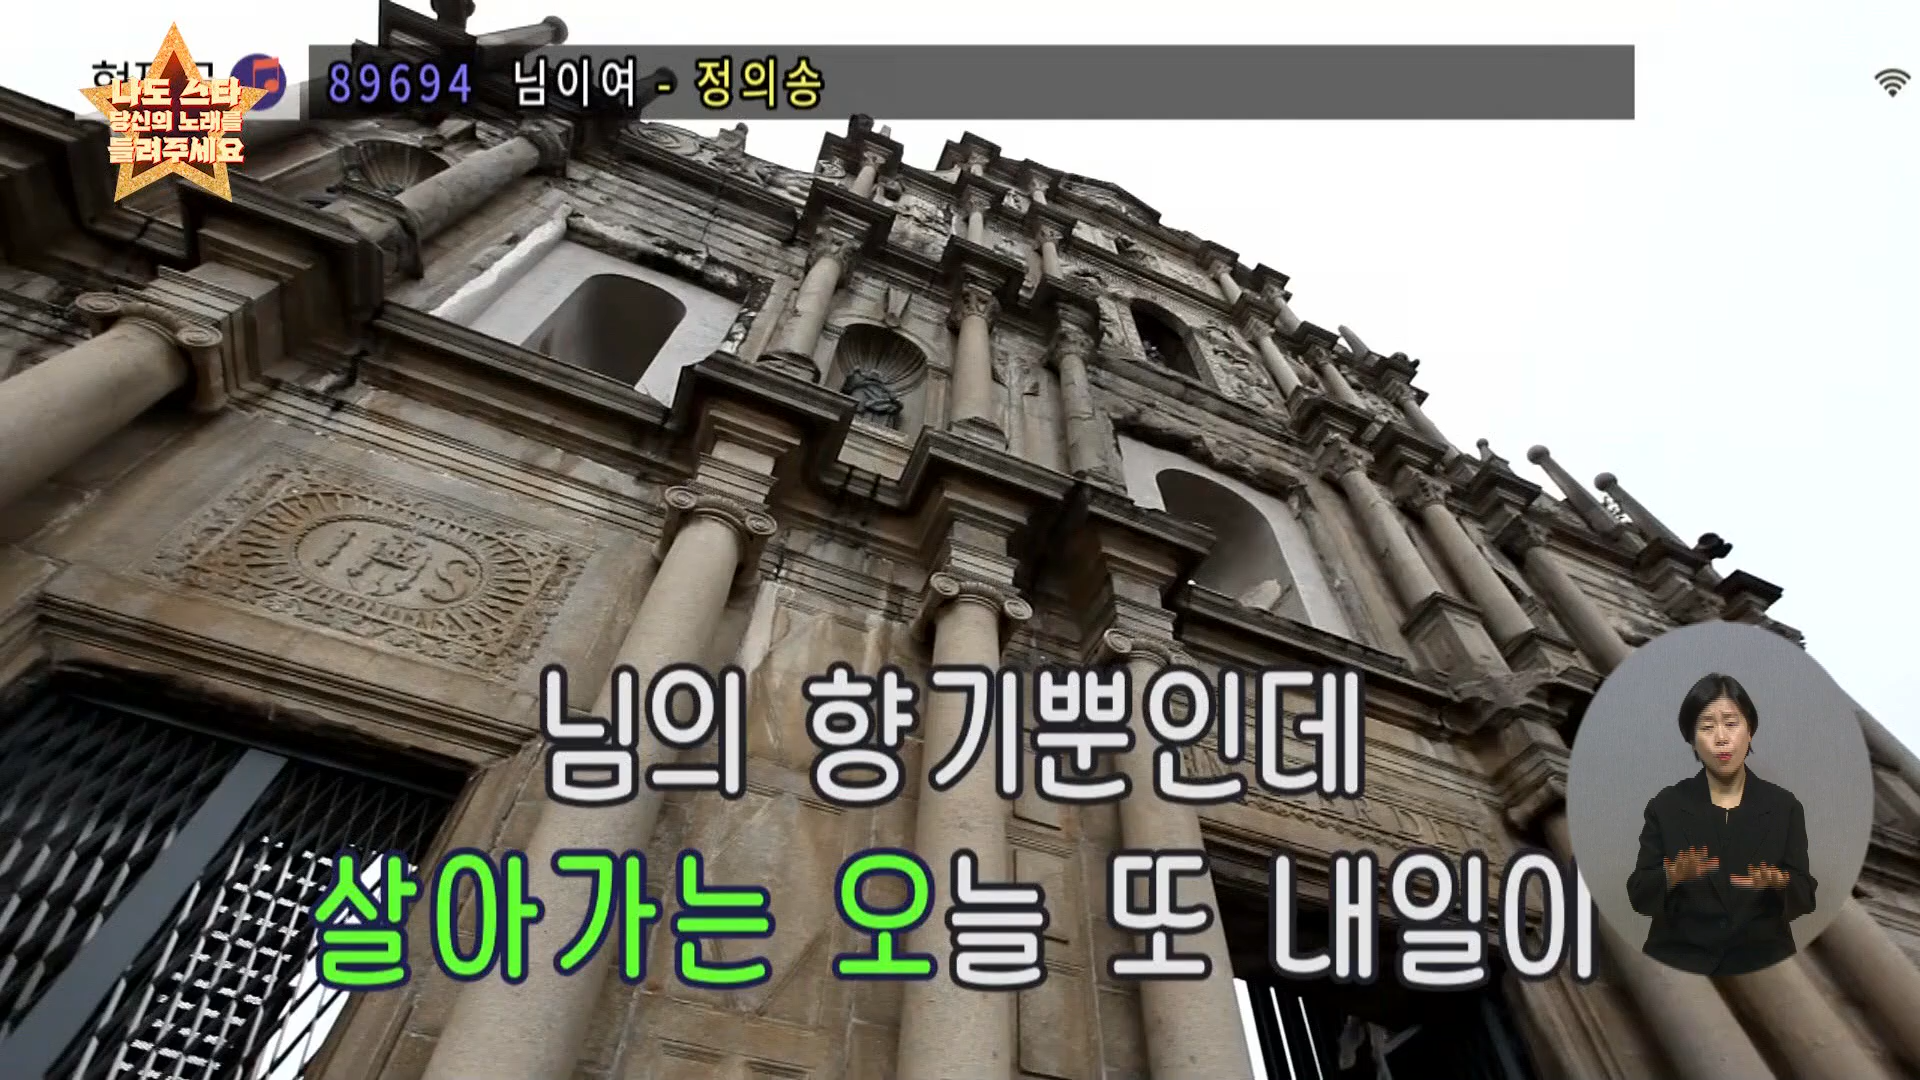 나도 스타
당신의 노래를
들려주세요
89694 님이여 - 정의송
IHS
님의 향기뿐인데
살아가는 오늘 또 내일이